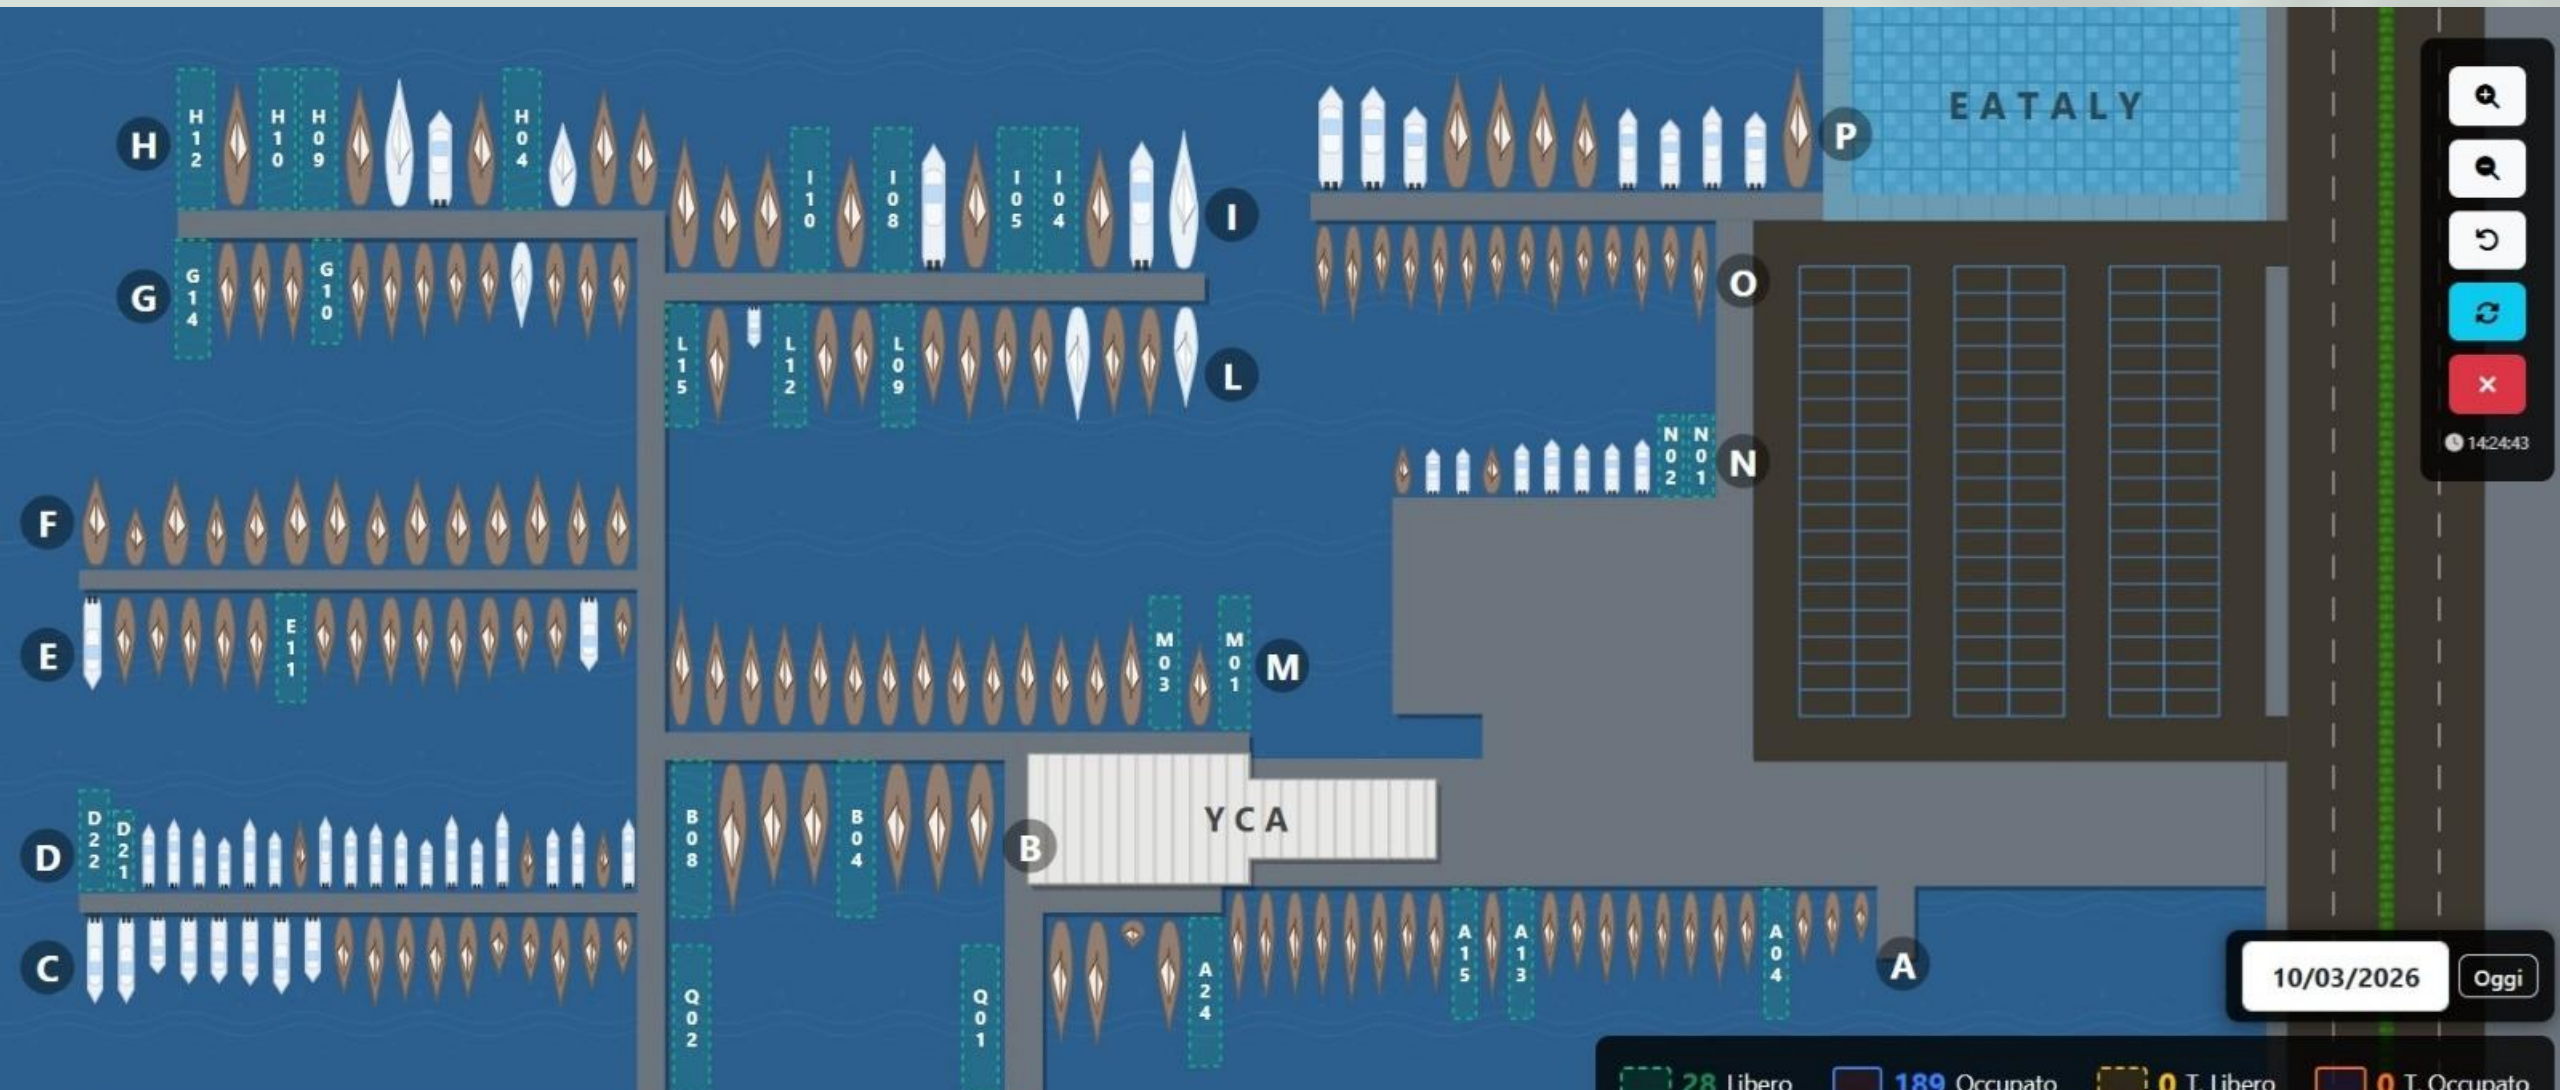 EATALY
H12
H10
H09
H04
H
P
I10
I08
I05
I04
I
G14
G10
G
O
14:24:43
L15
L12
L09
L
N02
N01
N
F
E11
E
M03
M01
M
D22
D21
D
B08
B04
B
YCA
C
A24
A15
A13
A04
A
Q02
Q01
10/03/2026
Oggi
28 Libero
189 Occupato
0 T. Libero
0 T. Occupato